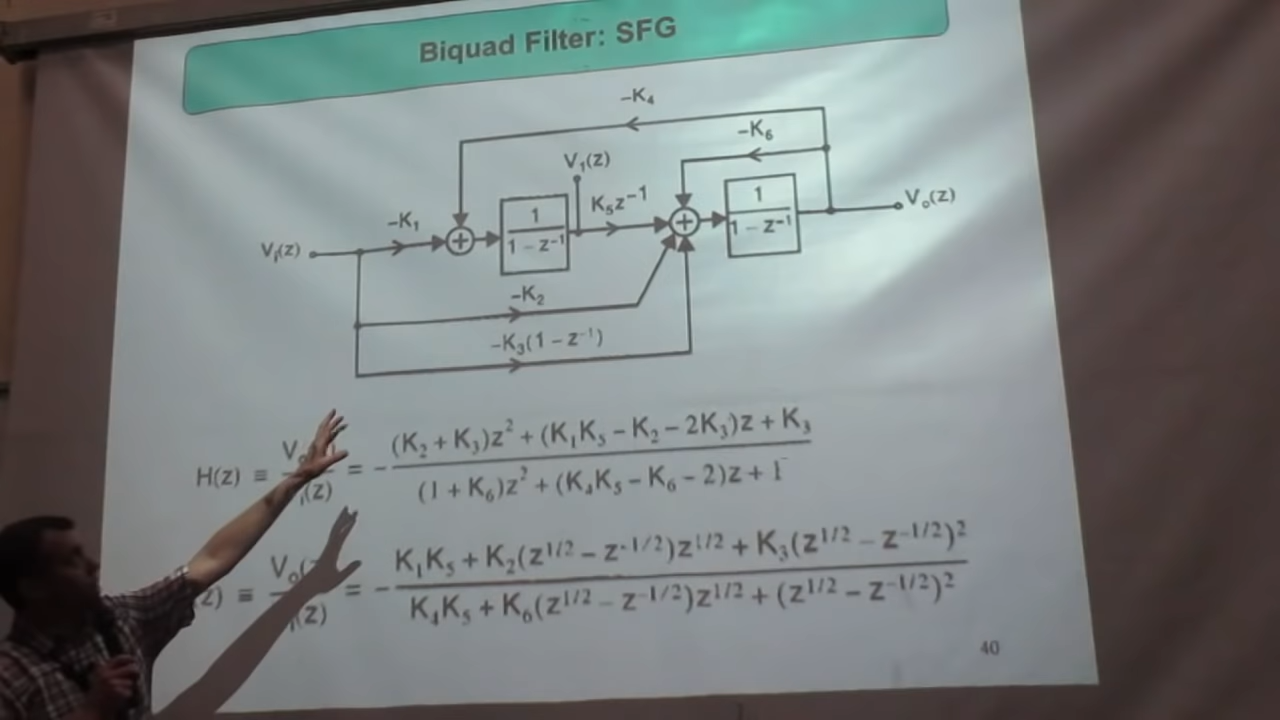 Biquad Filter: SFG
–K₄
–K₆
V₁(z)
K₅z⁻¹
–K₁
Vᵢ(z)
1
1 – z⁻¹
1
1 – z⁻¹
Vₒ(z)
–K₂
–K₃(1 – z⁻¹)
(K₂ + K₃)z² + (K₁K₅ – K₂ – 2K₃)z + K₃
H(z) ≡ = –
(1 + K₆)z² + (K₄K₅ – K₆ – 2)z + 1
K₁K₅ + K₂(z^1/2 – z^-1/2)z^1/2 + K₃(z^1/2 – z^-1/2)²
≡ = –
K₄K₅ + K₆(z^1/2 – z^-1/2)z^1/2 + (z^1/2 – z^-1/2)²
40